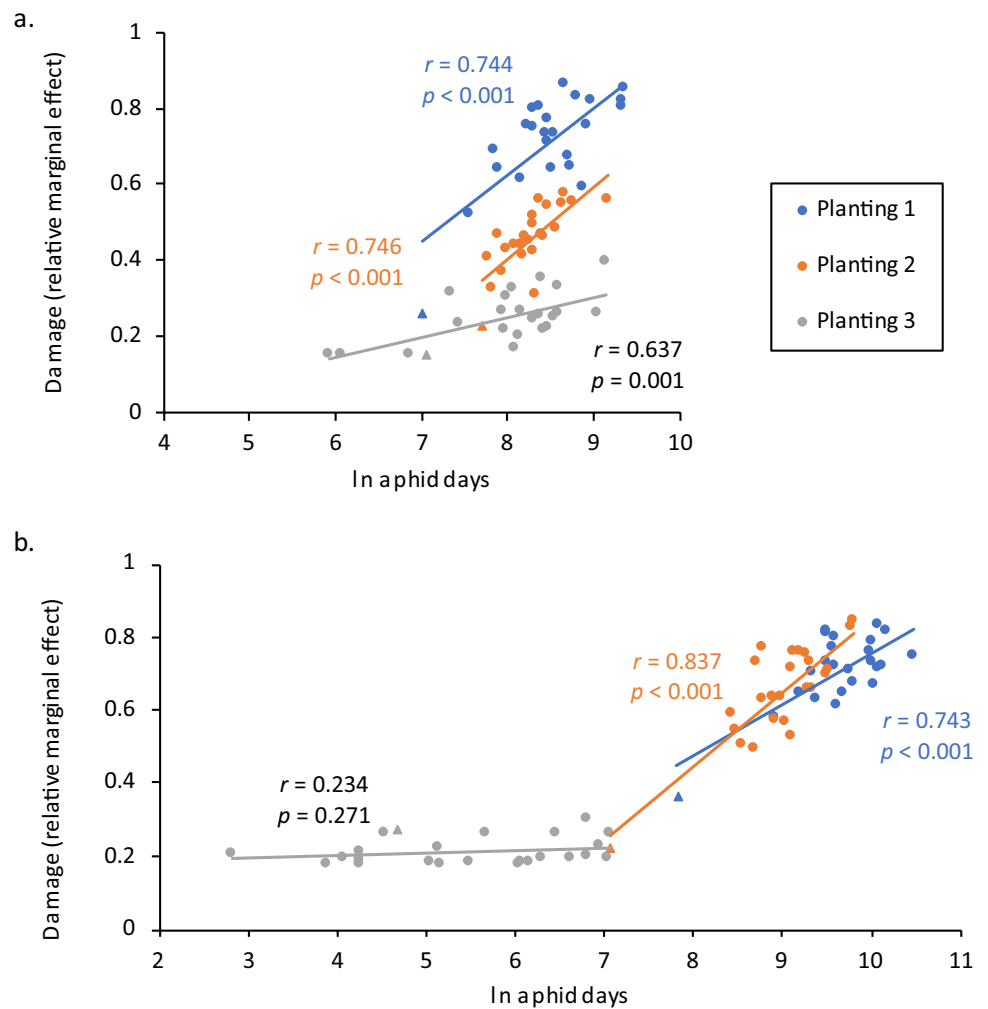 a.
Damage (relative marginal effect)
1
0.8
0.6
0.4
0.2
0
r = 0.744
p < 0.001
r = 0.746
p < 0.001
r = 0.637
p = 0.001
4 5 6 7 8 9 10
ln aphid days
Planting 1
Planting 2
Planting 3
b.
Damage (relative marginal effect)
1
0.8
0.6
0.4
0.2
0
r = 0.837
p < 0.001
r = 0.743
p < 0.001
r = 0.234
p = 0.271
2 3 4 5 6 7 8 9 10 11
ln aphid days